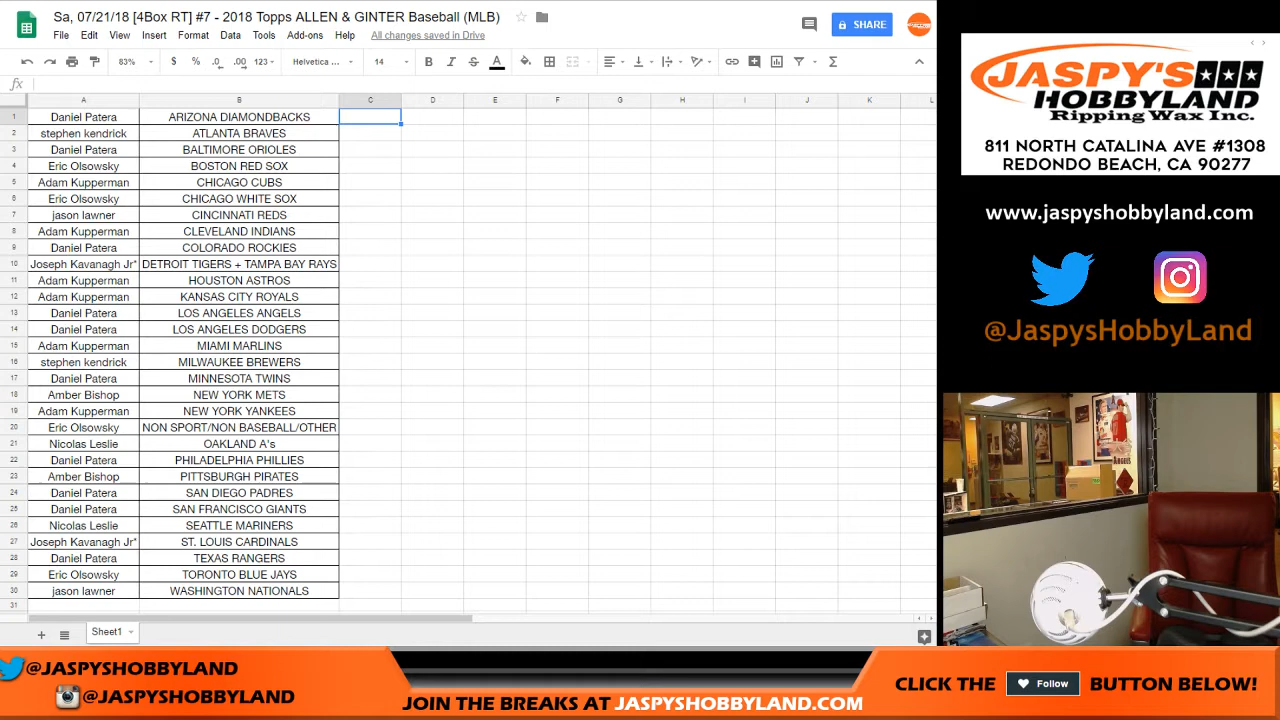 Sa, 07/21/18 [4Box RT] #7 - 2018 Topps ALLEN & GINTER Baseball (MLB)
File Edit View Insert Format Data Tools Add-ons Help All changes saved in Drive
SHARE
83% $ % .0 .00 123 Helvetica ... 14 B I S A
fx
A B C D E F G H I J K L
1 Daniel Patera ARIZONA DIAMONDBACKS
2 stephen kendrick ATLANTA BRAVES
3 Daniel Patera BALTIMORE ORIOLES
4 Eric Olsowsky BOSTON RED SOX
5 Adam Kupperman CHICAGO CUBS
6 Eric Olsowsky CHICAGO WHITE SOX
7 jason lawner CINCINNATI REDS
8 Adam Kupperman CLEVELAND INDIANS
9 Daniel Patera COLORADO ROCKIES
10 Joseph Kavanagh Jr* DETROIT TIGERS + TAMPA BAY RAYS
11 Adam Kupperman HOUSTON ASTROS
12 Adam Kupperman KANSAS CITY ROYALS
13 Daniel Patera LOS ANGELES ANGELS
14 Daniel Patera LOS ANGELES DODGERS
15 Adam Kupperman MIAMI MARLINS
16 stephen kendrick MILWAUKEE BREWERS
17 Daniel Patera MINNESOTA TWINS
18 Amber Bishop NEW YORK METS
19 Adam Kupperman NEW YORK YANKEES
20 Eric Olsowsky NON SPORT/NON BASEBALL/OTHER
21 Nicolas Leslie OAKLAND A's
22 Daniel Patera PHILADELPHIA PHILLIES
23 Amber Bishop PITTSBURGH PIRATES
24 Daniel Patera SAN DIEGO PADRES
25 Daniel Patera SAN FRANCISCO GIANTS
26 Nicolas Leslie SEATTLE MARINERS
27 Joseph Kavanagh Jr* ST. LOUIS CARDINALS
28 Daniel Patera TEXAS RANGERS
29 Eric Olsowsky TORONTO BLUE JAYS
30 jason lawner WASHINGTON NATIONALS
31
Sheet1
JASPY'S
HOBBYLAND
Ripping Wax Inc.
811 NORTH CATALINA AVE #1308
REDONDO BEACH, CA 90277
www.jaspyshobbyland.com
@JaspysHobbyLand
ANGELS
@JASPYSHOBBYLAND
@JASPYSHOBBYLAND
JOIN THE BREAKS AT JASPYSHOBBYLAND.COM
CLICK THE Follow BUTTON BELOW!